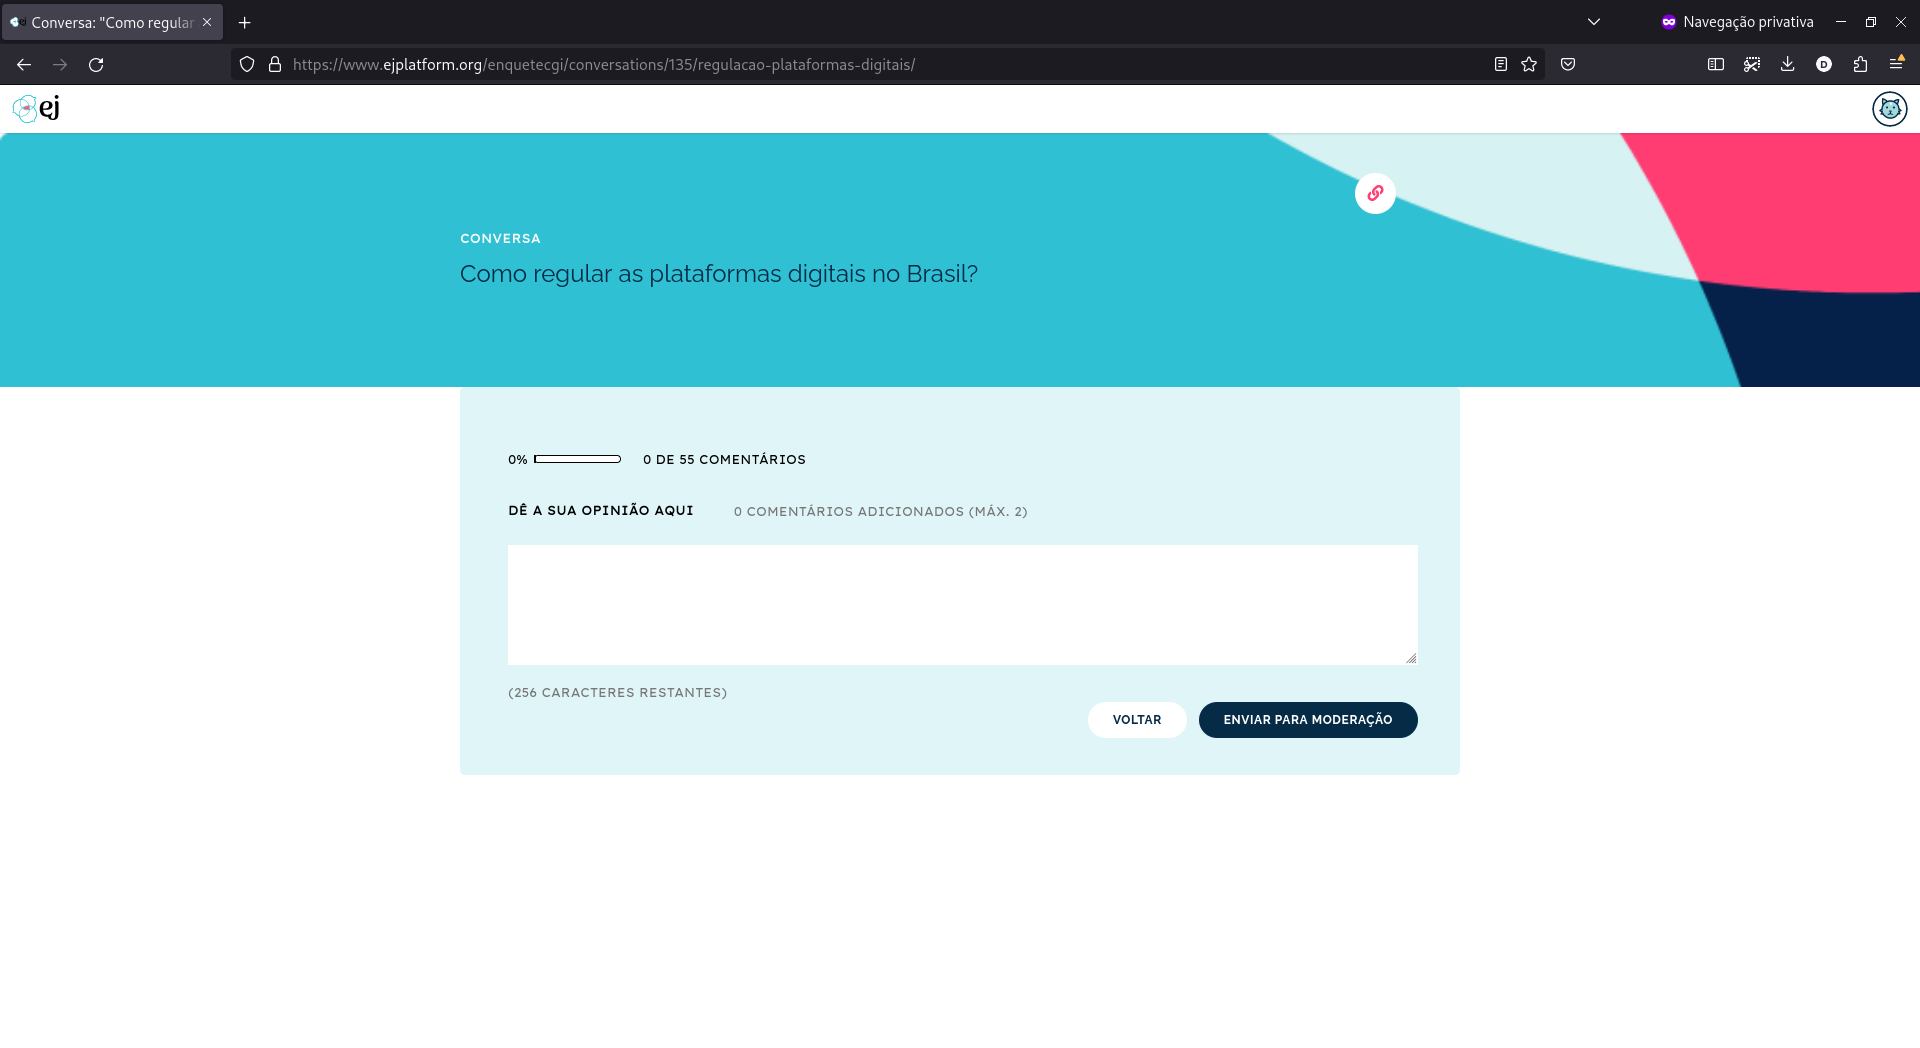 Conversa: "Como regular
Navegação privativa
https://www.ejplatform.org/enquetecgi/conversations/135/regulacao-plataformas-digitais/
D
ej
CONVERSA
Como regular as plataformas digitais no Brasil?
0% 0 DE 55 COMENTÁRIOS
DÊ A SUA OPINIÃO AQUI 0 COMENTÁRIOS ADICIONADOS (MÁX. 2)
(256 CARACTERES RESTANTES)
VOLTAR ENVIAR PARA MODERAÇÃO